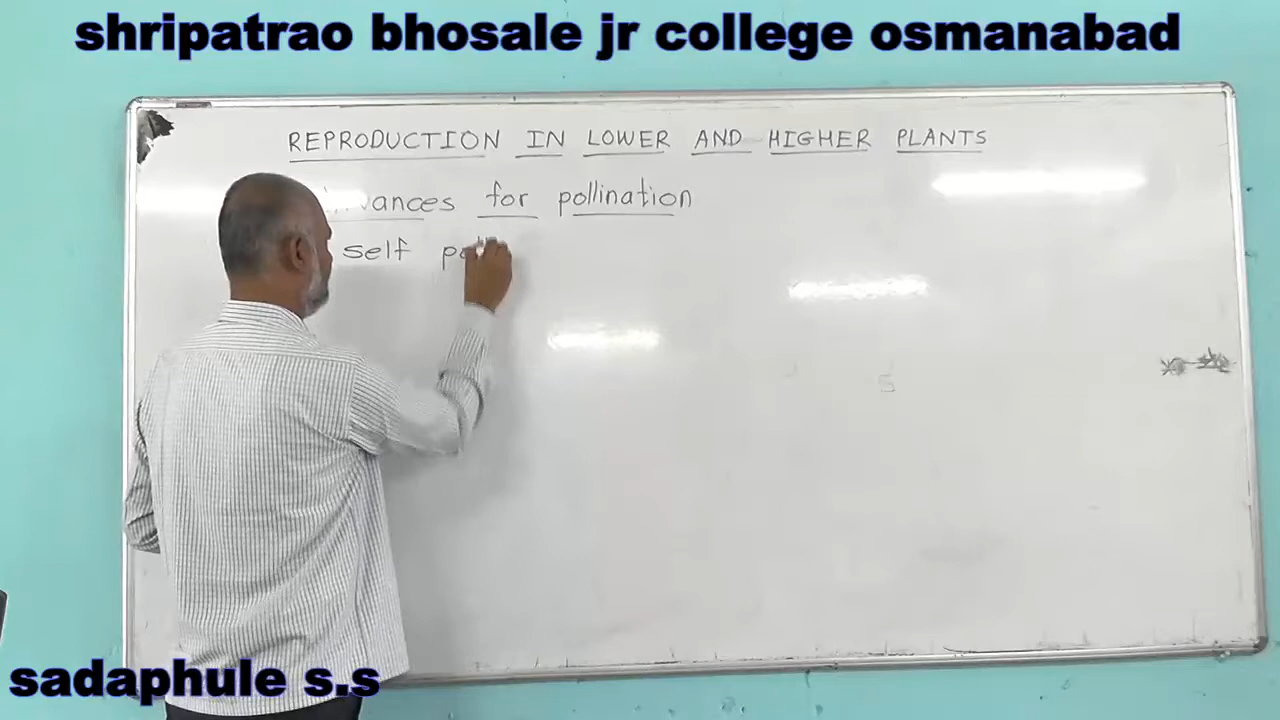 shripatrao bhosale jr college osmanabad
REPRODUCTION IN LOWER AND HIGHER PLANTS
for pollination
self
sadaphule s.s